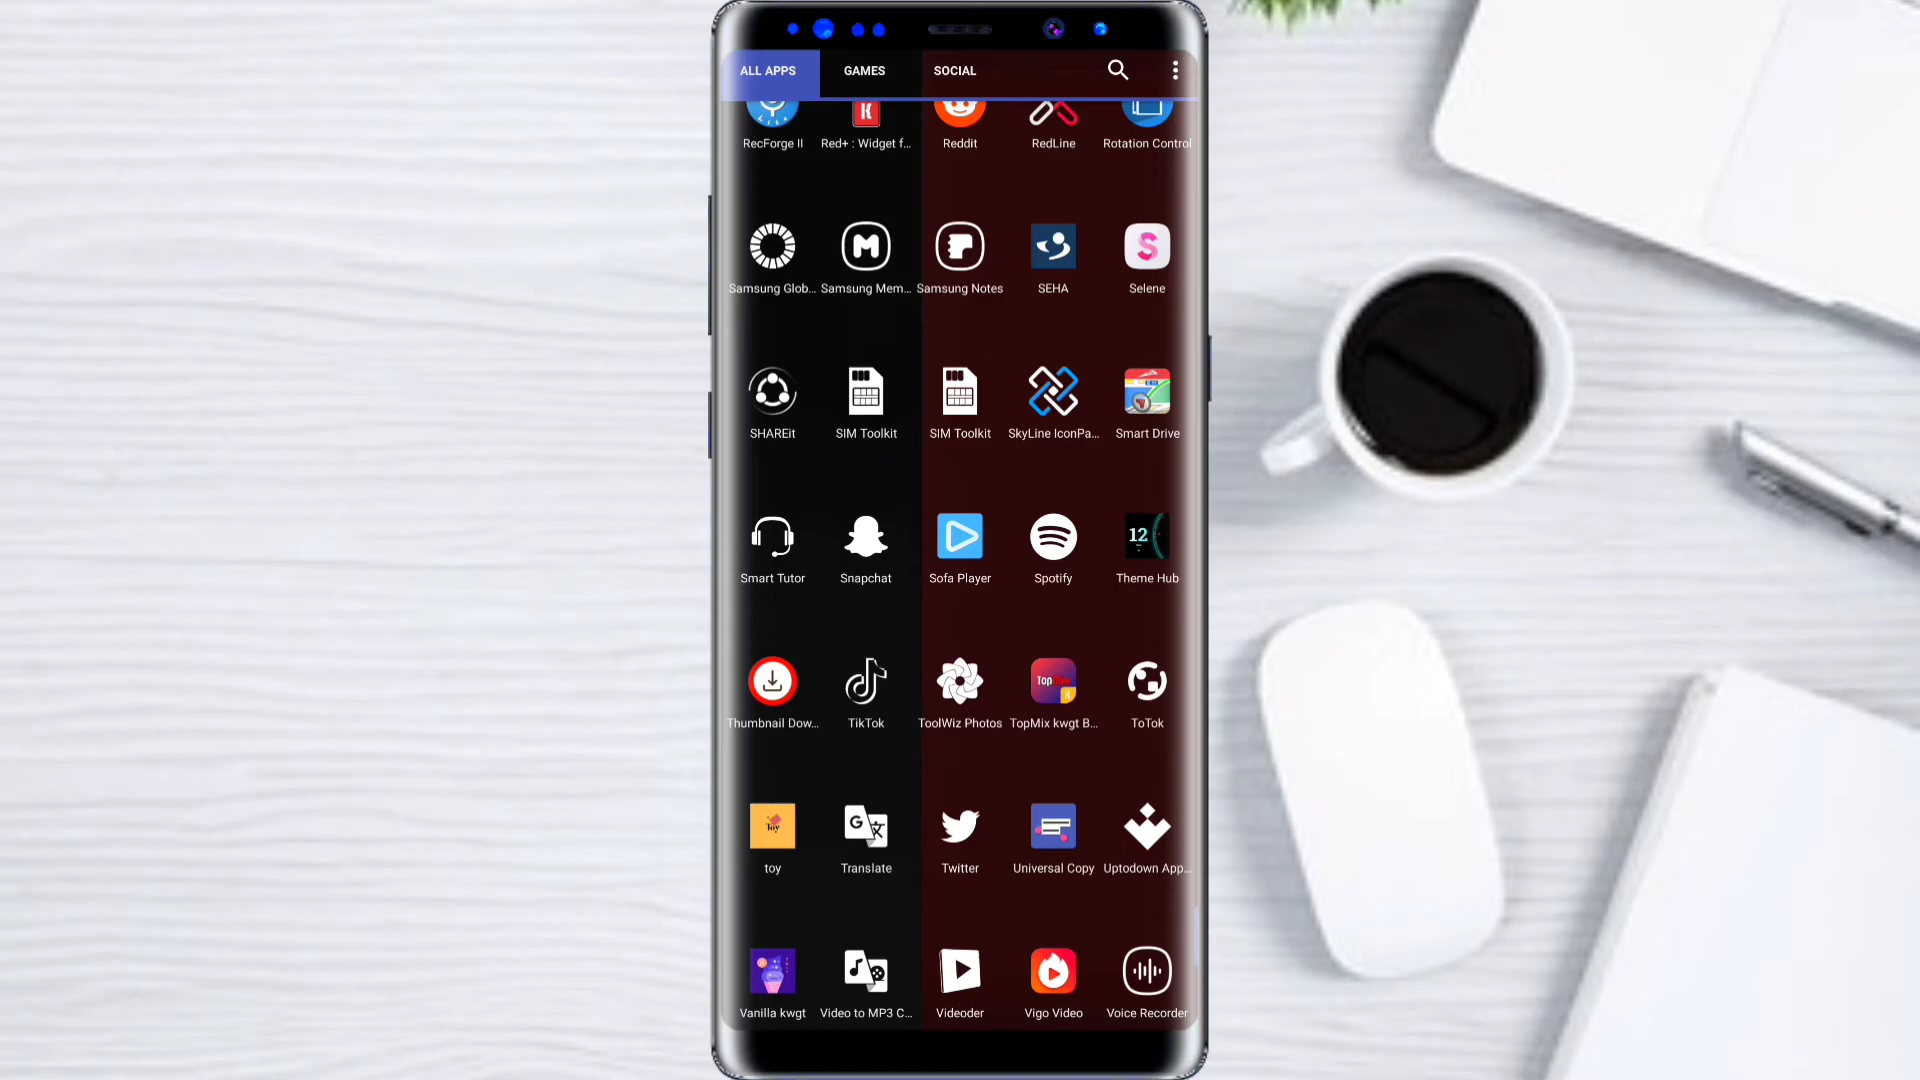 ALL APPS GAMES SOCIAL
RecForge II Red+ : Widget f... Reddit RedLine Rotation Control
Samsung Glob... Samsung Mem... Samsung Notes SEHA Selene
SHAREit SIM Toolkit SIM Toolkit SkyLine IconPa... Smart Drive
12
Smart Tutor Snapchat Sofa Player Spotify Theme Hub
Top
Thumbnail Dow... TikTok ToolWiz Photos TopMix kwgt B... ToTok
Toy
toy Translate Twitter Universal Copy Uptodown App...
Vanilla kwgt Video to MP3 C... Videoder Vigo Video Voice Recorder